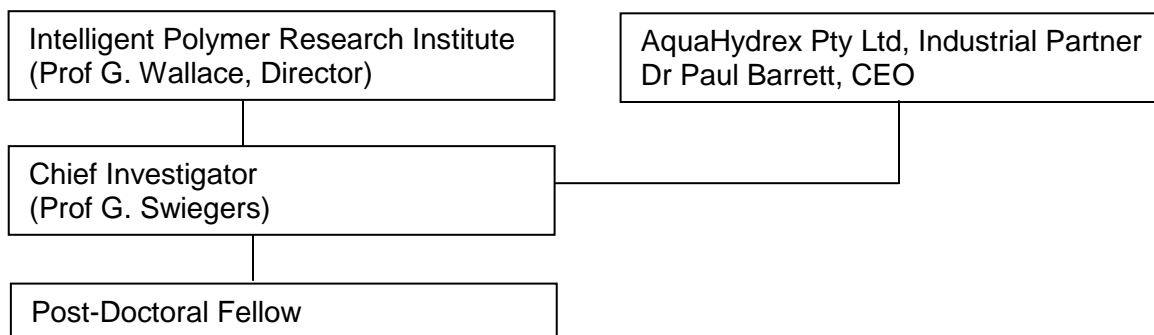 Intelligent Polymer Research Institute
(Prof G. Wallace, Director)
AquaHydrex Pty Ltd, Industrial Partner
Dr Paul Barrett, CEO
Chief Investigator
(Prof G. Swiegers)
Post-Doctoral Fellow